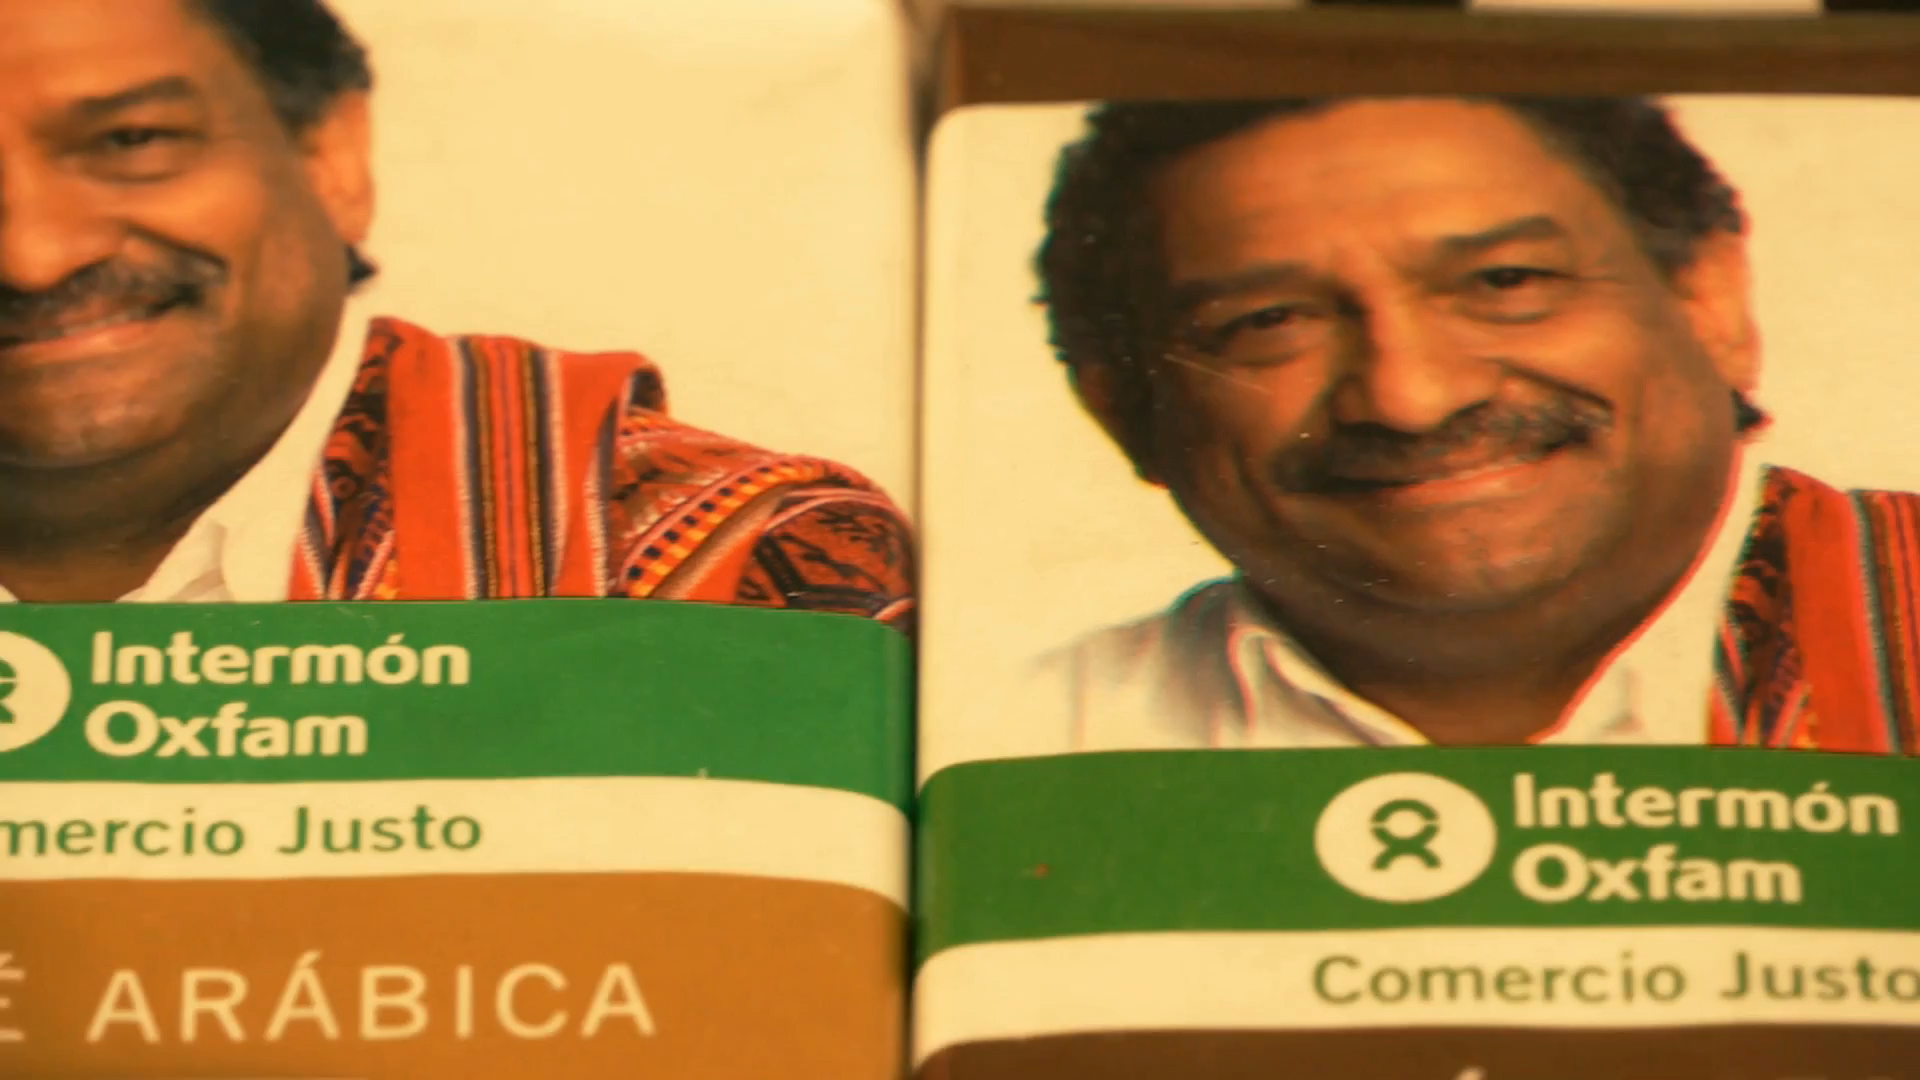 Intermón
Oxfam
mercio Justo
É ARÁBICA
Intermón
Oxfam
Comercio Justo